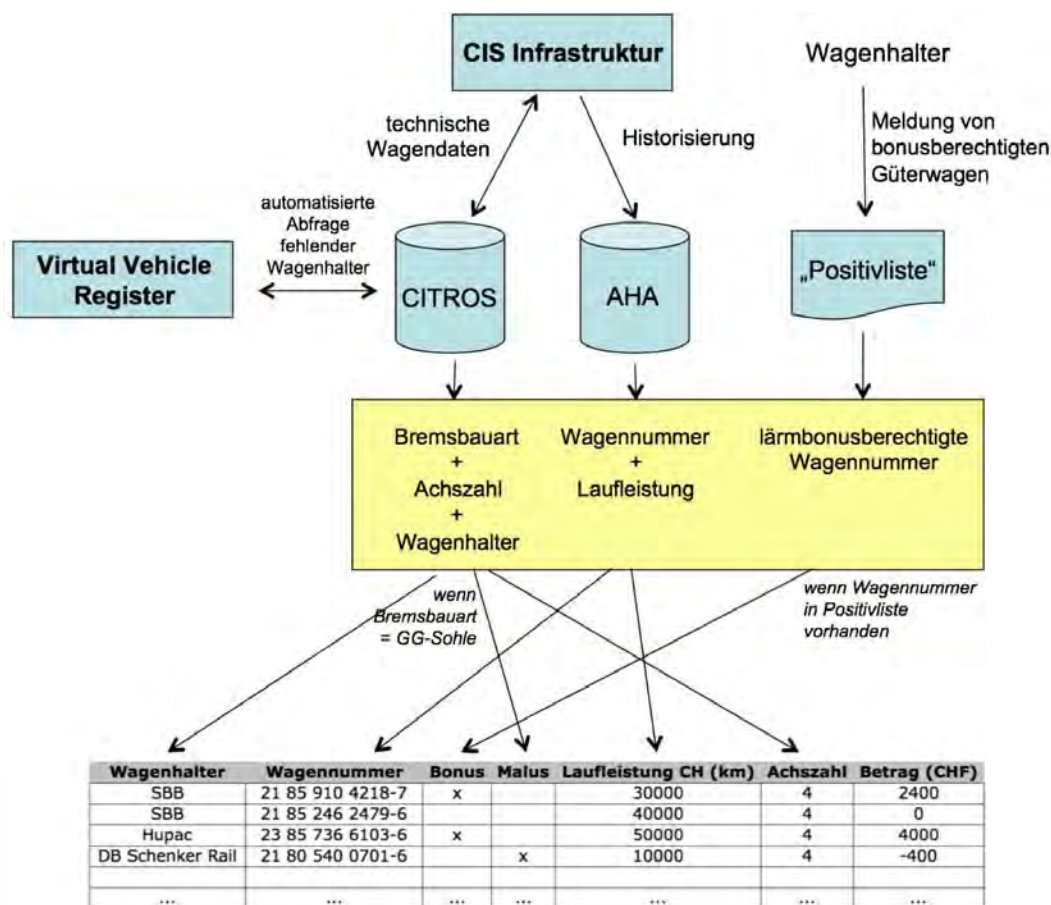 CIS Infrastruktur
Wagenhalter
technische
Wagendaten
Historisierung
Meldung von
bonusberechtigten
Güterwagen
automatisierte
Abfrage
fehlender
Wagenhalter
Virtual Vehicle
Register
CITROS
AHA
„Positivliste“
Bremsbauart
+
Achszahl
+
Wagenhalter
Wagennummer
+
Laufleistung
lärmbonusberechtigte
Wagennummer
wenn
Bremsbauart
= GG-Sohle
wenn Wagennummer
in Positivliste
vorhanden
Wagenhalter Wagennummer Bonus Malus Laufleistung CH (km) Achszahl Betrag (CHF)
SBB 21 85 910 4218-7 x 30000 4 2400
SBB 21 85 246 2479-6 40000 4 0
Hupac 23 85 736 6103-6 x 50000 4 4000
DB Schenker Rail 21 80 540 0701-6 x 10000 4 -400
... ... ... ... ... ... ...